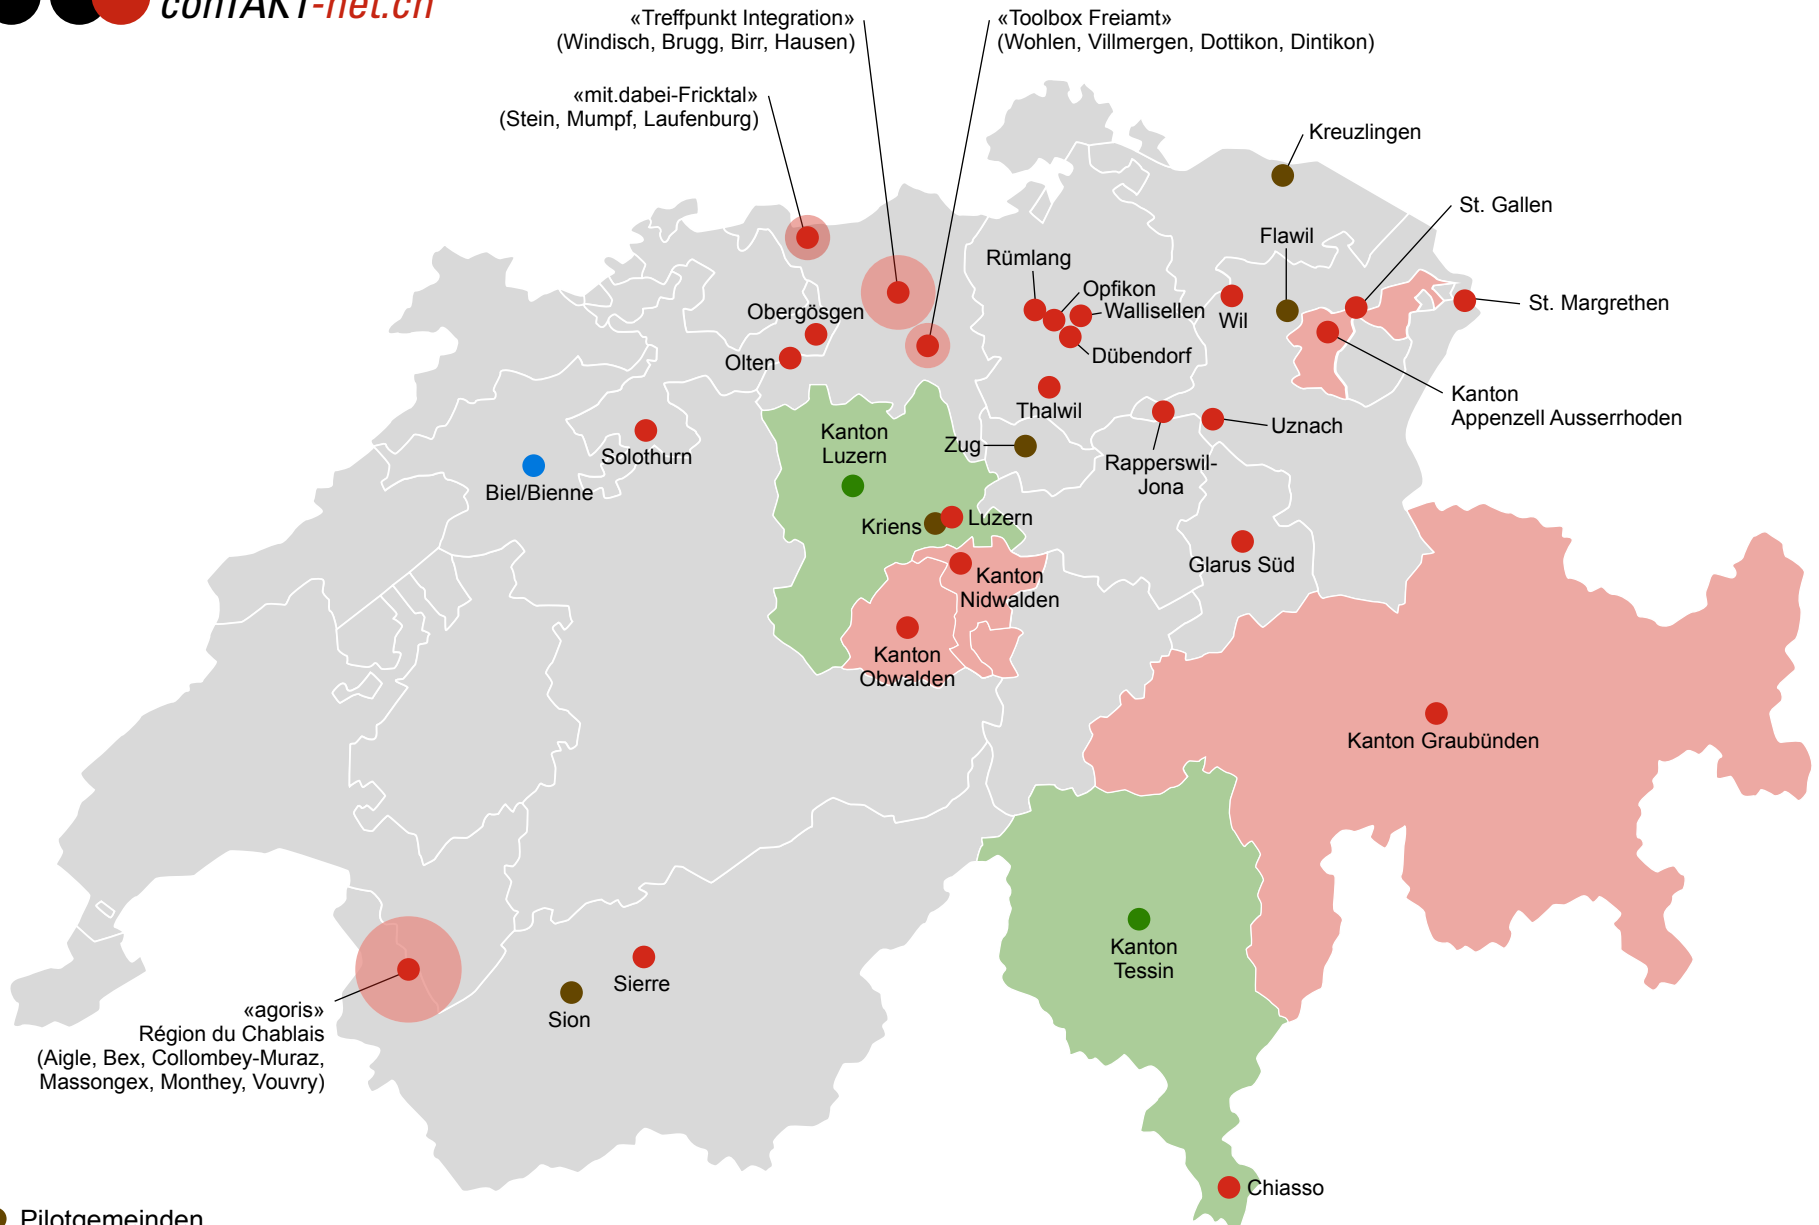 conTAKT-net.ch
«Treffpunkt Integration»
(Windisch, Brugg, Birr, Hausen)
«Toolbox Freiamt»
(Wohlen, Villmergen, Dottikon, Dintikon)
«mit.dabei-Fricktal»
(Stein, Mumpf, Laufenburg)
Kreuzlingen
St. Gallen
Flawil
Rümlang
Opfikon
Wallisellen
St. Margrethen
Obergösgen
Wil
Dübendorf
Olten
Kanton
Appenzell Ausserrhoden
Thalwil
Uznach
Kanton
Luzern
Zug
Solothurn
Rapperswil-
Jona
Biel/Bienne
Kriens
Luzern
Glarus Süd
Kanton
Nidwalden
Kanton
Obwalden
Kanton Graubünden
Kanton
Tessin
Sierre
Sion
«agoris»
Région du Chablais
(Aigle, Bex, Collombey-Muraz,
Massongex, Monthey, Vouvry)
Chiasso
Pilotgemeinden